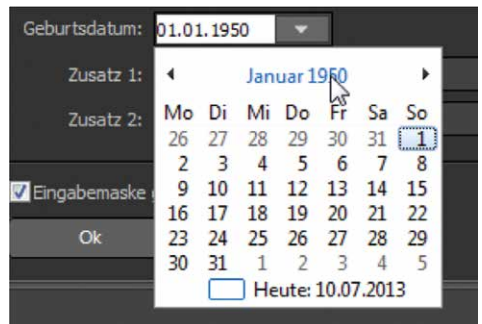 Geburtsdatum: 01.01.1950
Zusatz 1:
Januar 1950
Zusatz 2:
Mo Di Mi Do Fr Sa So
26 27 28 29 30 31 1
2 3 4 5 6 7 8
9 10 11 12 13 14 15
Eingabemaske
16 17 18 19 20 21 22
Ok
23 24 25 26 27 28 29
30 31 1 2 3 4 5
Heute: 10.07.2013